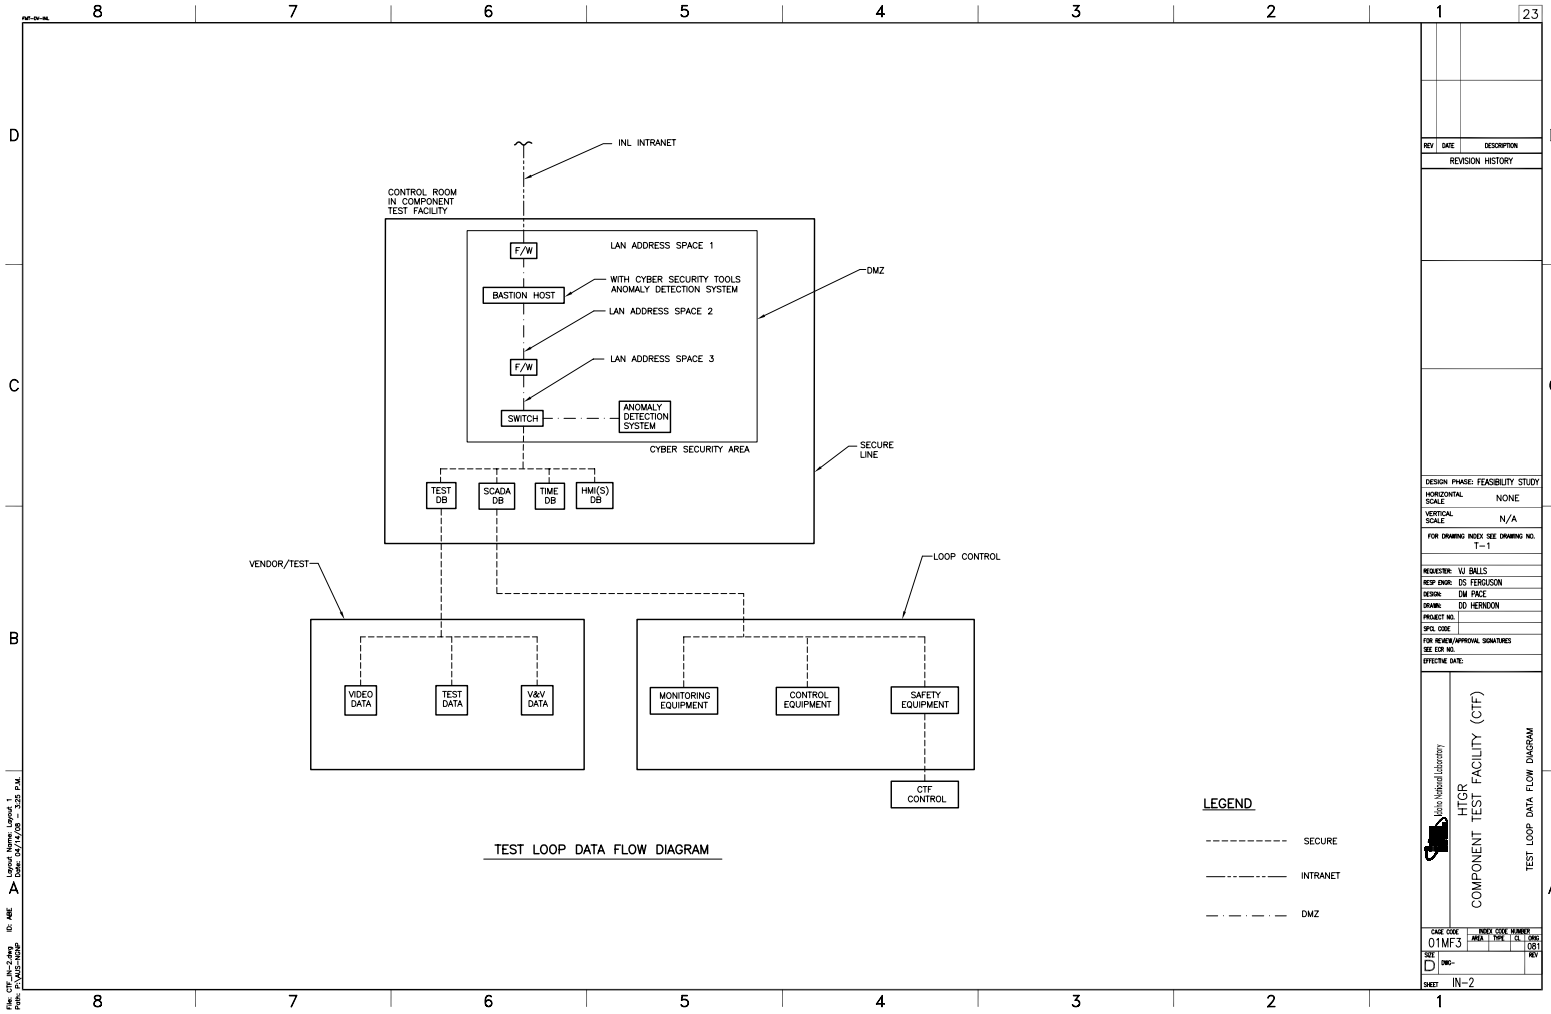 FMT-DW-INL
8 7 6 5 4 3 2 1
23
D
C
B
A
INL INTRANET
CONTROL ROOM
IN COMPONENT
TEST FACILITY
F/W
LAN ADDRESS SPACE 1
DMZ
WITH CYBER SECURITY TOOLS
ANOMALY DETECTION SYSTEM
BASTION HOST
LAN ADDRESS SPACE 2
LAN ADDRESS SPACE 3
F/W
SWITCH
ANOMALY
DETECTION
SYSTEM
CYBER SECURITY AREA
SECURE
LINE
TEST
DB
SCADA
DB
TIME
DB
HMI(S)
DB
VENDOR/TEST
LOOP CONTROL
VIDEO
DATA
TEST
DATA
V&V
DATA
MONITORING
EQUIPMENT
CONTROL
EQUIPMENT
SAFETY
EQUIPMENT
CTF
CONTROL
TEST LOOP DATA FLOW DIAGRAM
LEGEND
SECURE
INTRANET
DMZ
REV DATE DESCRIPTION
REVISION HISTORY
DESIGN PHASE: FEASIBILITY STUDY
HORIZONTAL
SCALE
NONE
VERTICAL
SCALE
N/A
FOR DRAWING INDEX SEE DRAWING NO.
T-1
REQUESTER: VJ BALLS
RESP ENGR: DS FERGUSON
DESIGN: DM PACE
DRAWN: DD HERNDON
PROJECT NO.
SPCL CODE
FOR REVIEW/APPROVAL SIGNATURES
SEE ECR NO.
EFFECTIVE DATE:
Idaho National Laboratory
HTGR
COMPONENT TEST FACILITY (CTF)
TEST LOOP DATA FLOW DIAGRAM
CAGE CODE
01MF3
INDEX CODE NUMBER
AREA TYPE CL ORIG
081
SIZE
D
DWG-
REV
SHEET IN-2
8 7 6 5 4 3 2 1
File: CTF_IN-2.dwg ID: ABE Layout Name: Layout 1
Path: P:\AUS-NGNP Date: 04/14/08 - 3:25 P.M.